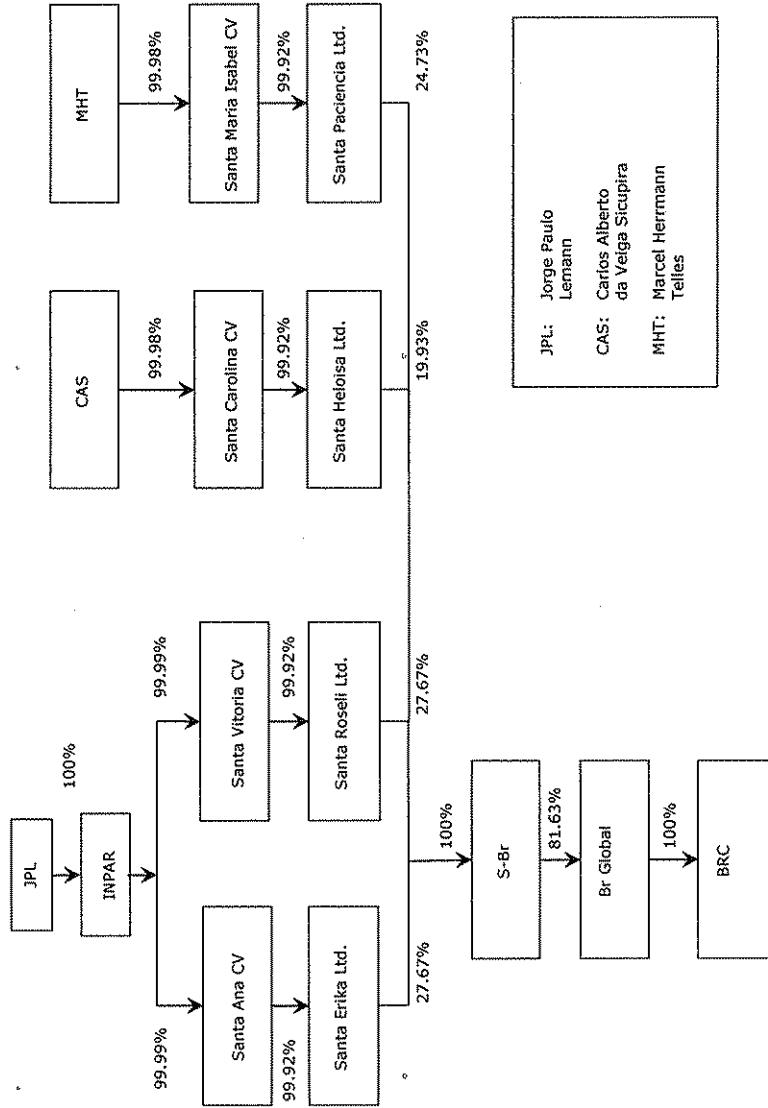 JPL
100%
INPAR
99.99%
99.99%
Santa Ana CV
Santa Vitoria CV
99.92%
99.92%
Santa Erika Ltd.
Santa Roseli Ltd.
27.67%
27.67%
CAS
99.98%
Santa Carolina CV
99.92%
Santa Heloisa Ltd.
19.93%
MHT
99.98%
Santa Maria Isabel CV
99.92%
Santa Paciencia Ltd.
24.73%
100%
S-Br
81.63%
Br Global
100%
BRC
JPL: Jorge Paulo
Lemann
CAS: Carlos Alberto
da Veiga Sicupira
MHT: Marcel Herrmann
Telles